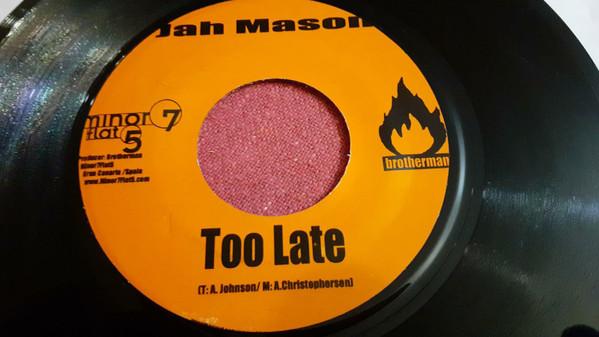 Jah Mason
minor 7
flat 5
Producer: Brotherman
Minor7Flat5
Gran Canaria /Spain
www.Minor7Flat5.com
brotherman
Too Late
(T: A. Johnson/ M: A.Christophersen)